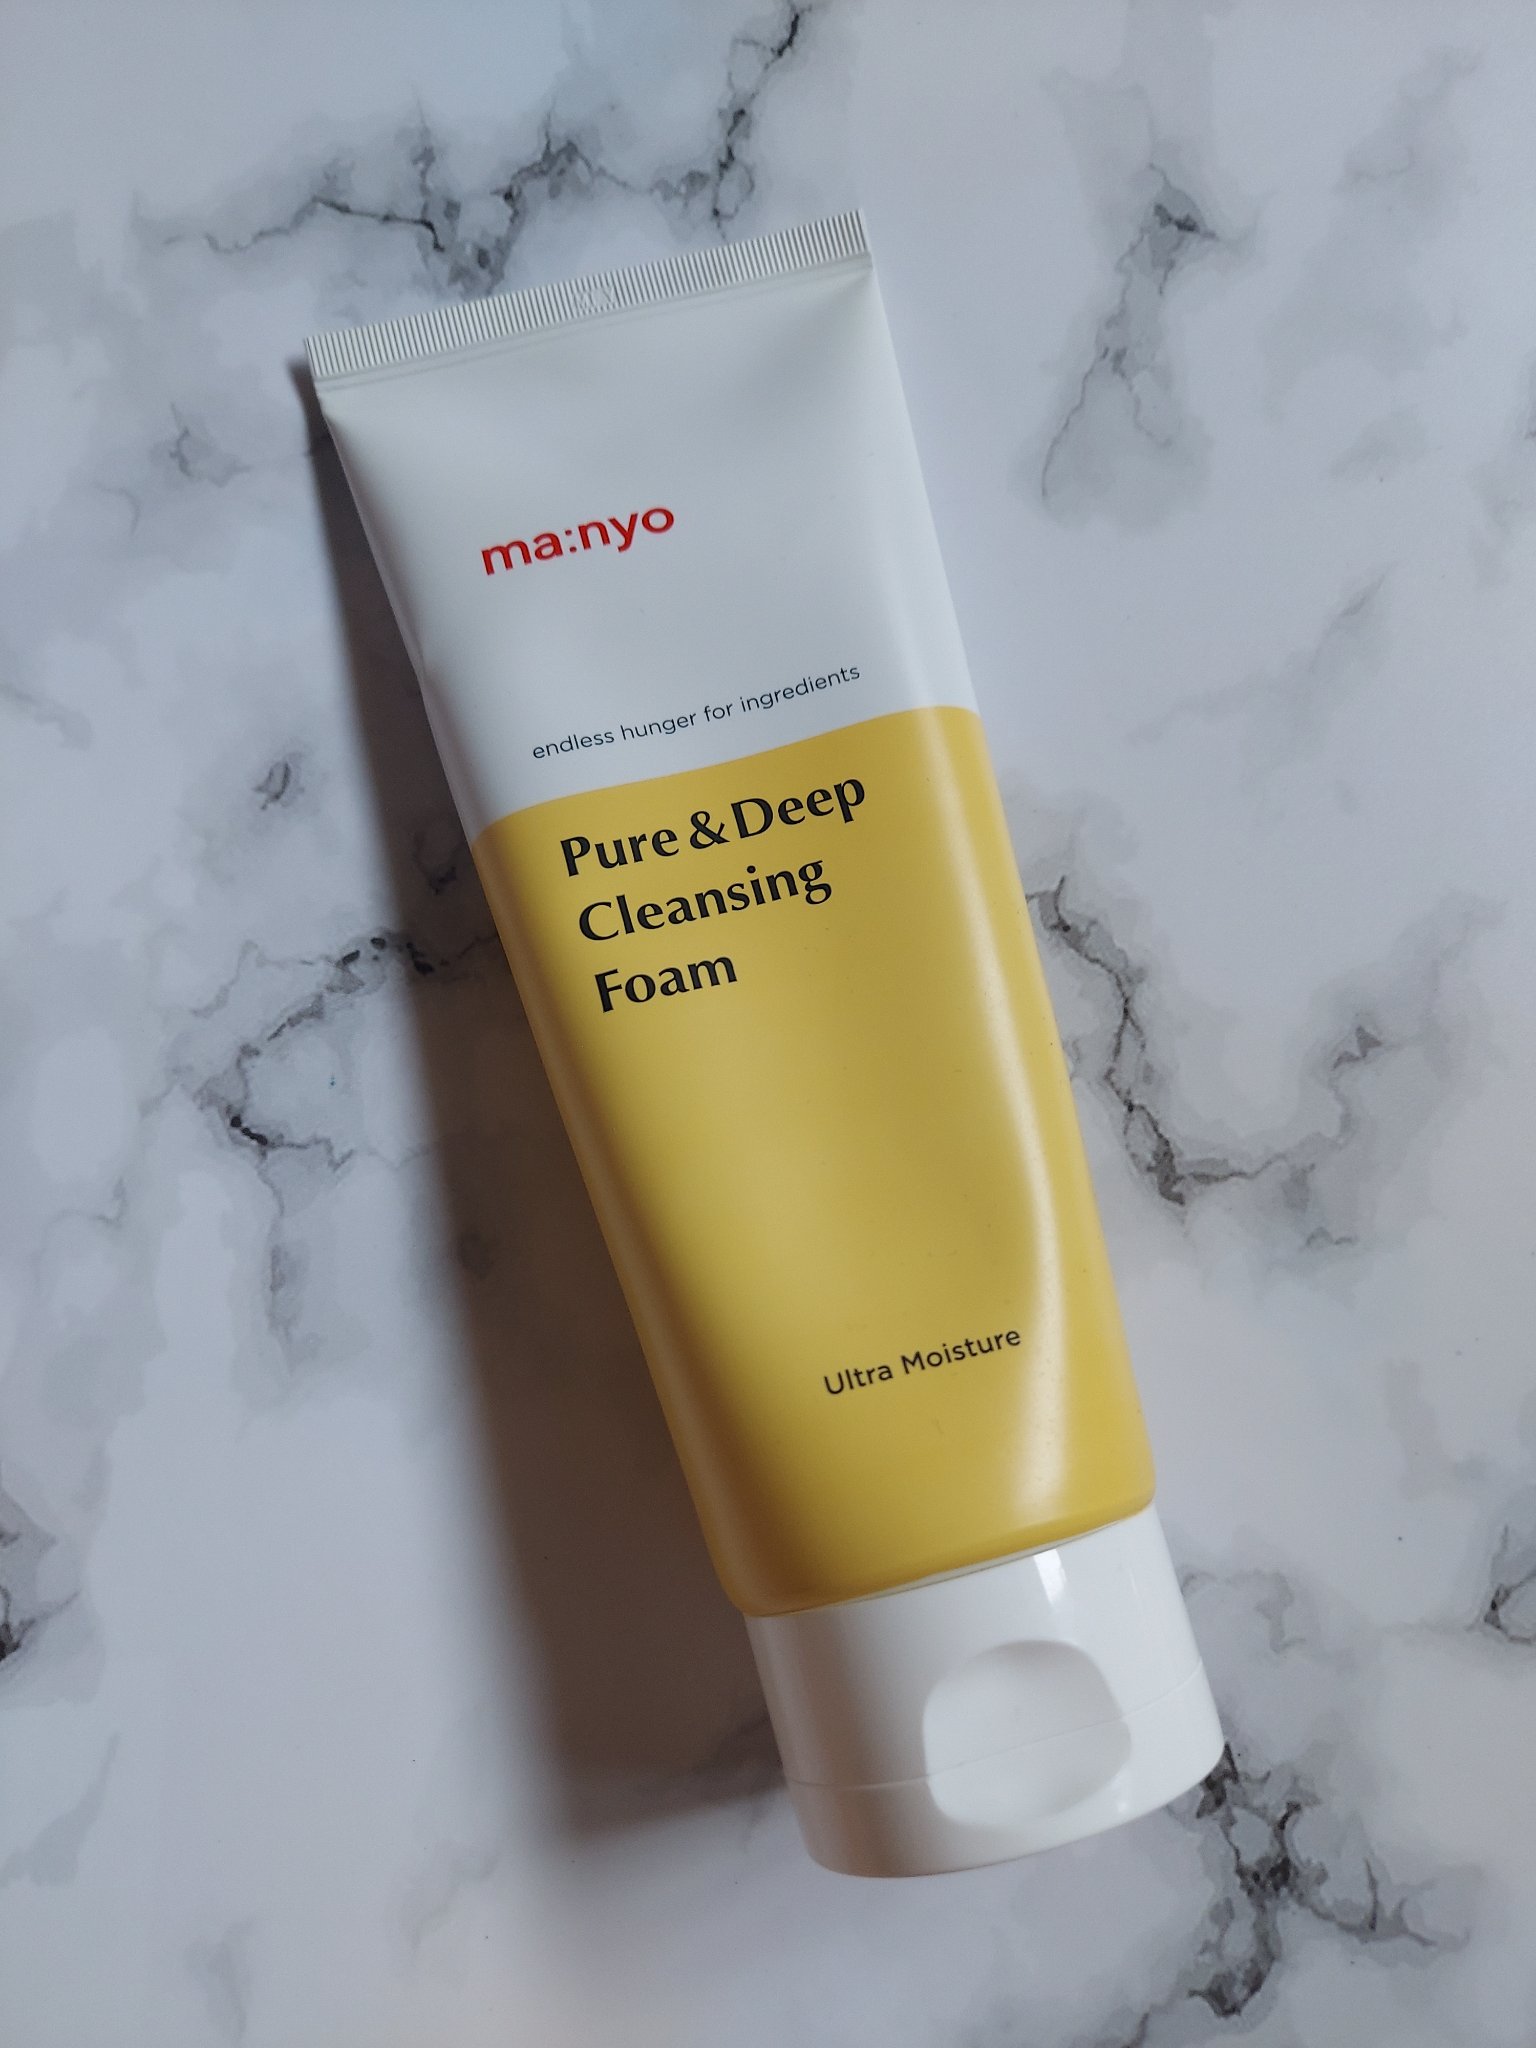 ma:nyo
endless hunger for ingredients
Pure & Deep
Cleansing
Foam
Ultra Moisture